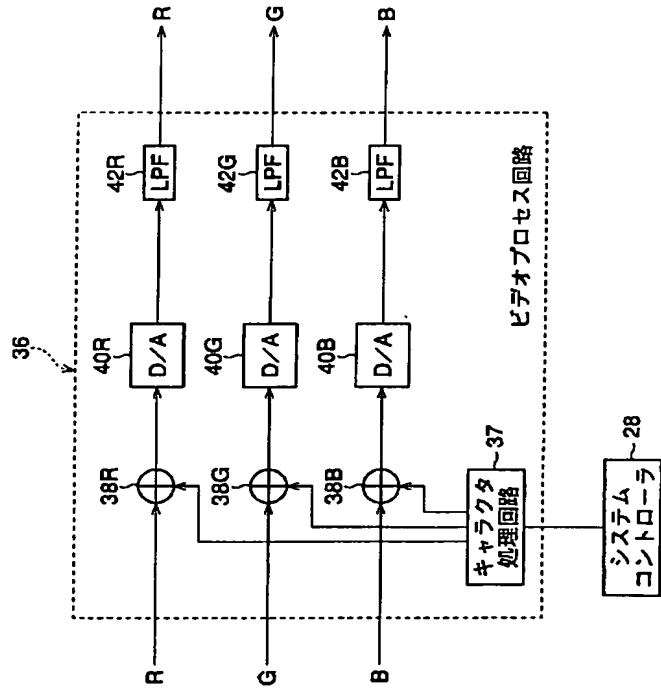 36
38R
40R
42R
R
D/A
LPF
R
38G
40G
42G
G
D/A
LPF
G
38B
40B
42B
B
D/A
LPF
B
37
キャラクタ
処理回路
ビデオプロセス回路
28
システム
コントローラ